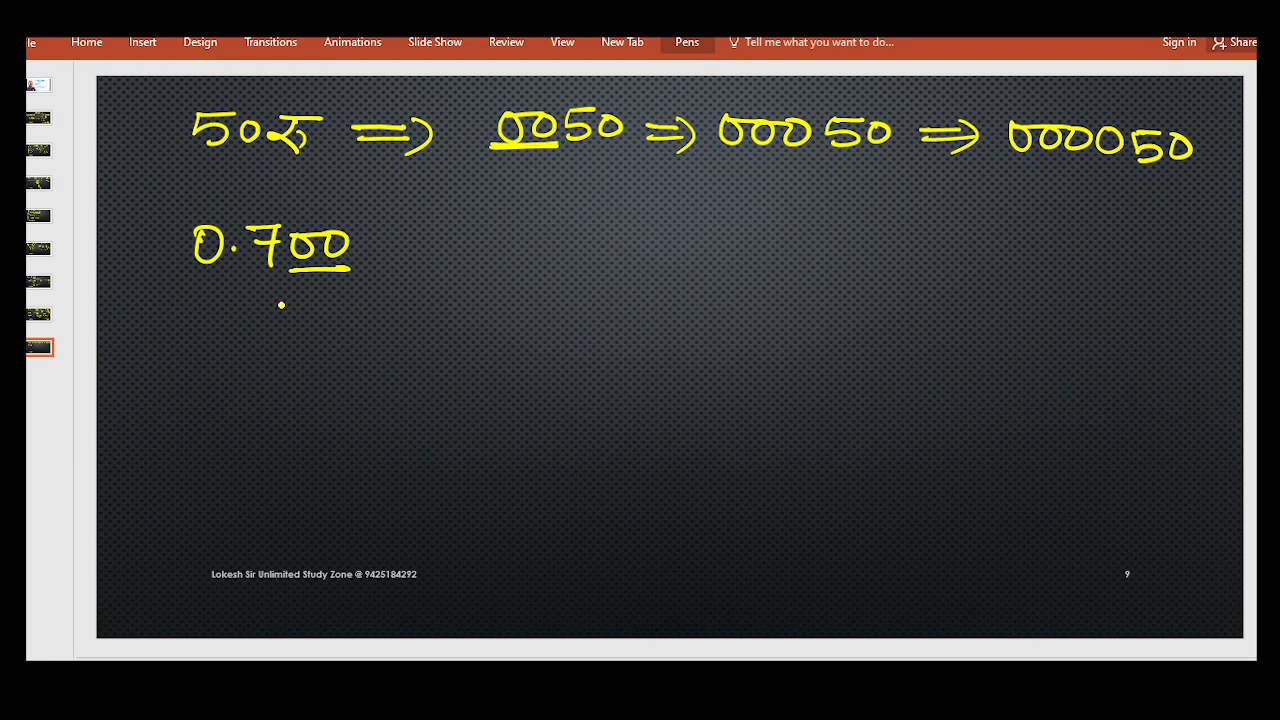 le Home Insert Design Transitions Animations Slide Show Review View New Tab Pens Tell me what you want to do... Sign in Share
50रु ⇒ 0050 ⇒ 00050 ⇒ 000050
0.700
Lokesh Sir Unlimited Study Zone @ 9425184292 9